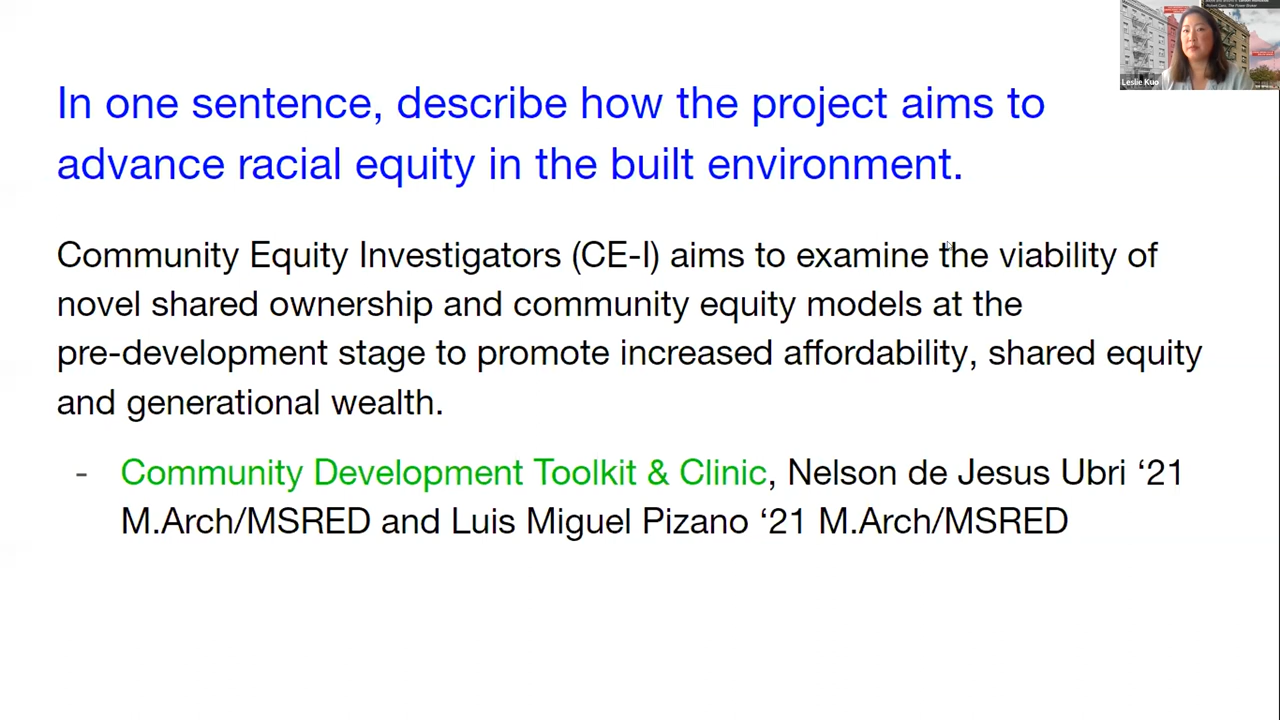 In one sentence, describe how the project aims to
advance racial equity in the built environment.
Community Equity Investigators (CE-I) aims to examine the viability of
novel shared ownership and community equity models at the
pre-development stage to promote increased affordability, shared equity
and generational wealth.
- Community Development Toolkit & Clinic, Nelson de Jesus Ubri ‘21
M.Arch/MSRED and Luis Miguel Pizano ‘21 M.Arch/MSRED
Leslie Kuo